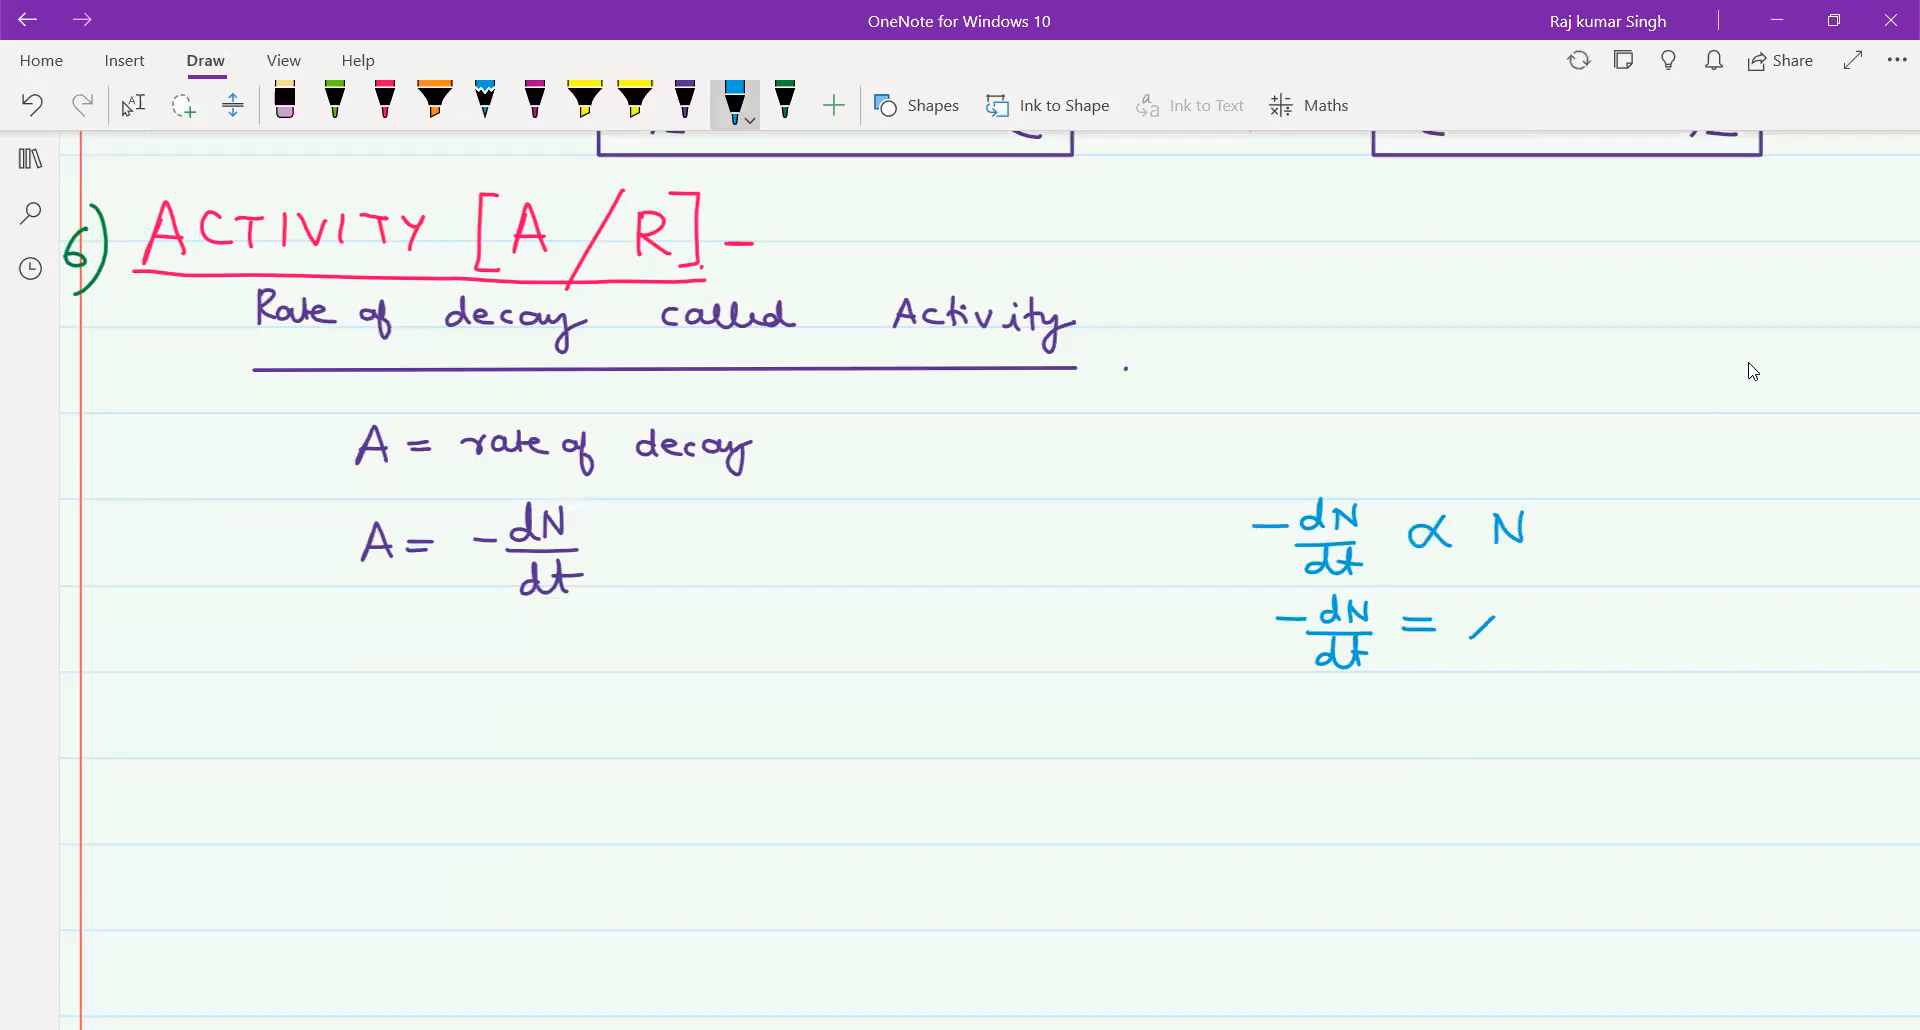 OneNote for Windows 10
Raj kumar Singh
Home Insert Draw View Help
Share
Shapes Ink to Shape Ink to Text Maths
6) ACTIVITY [A/R] -
Rate of decay called Activity.
A = rate of decay
A = -dN/dt
-dN/dt ∝ N
-dN/dt =